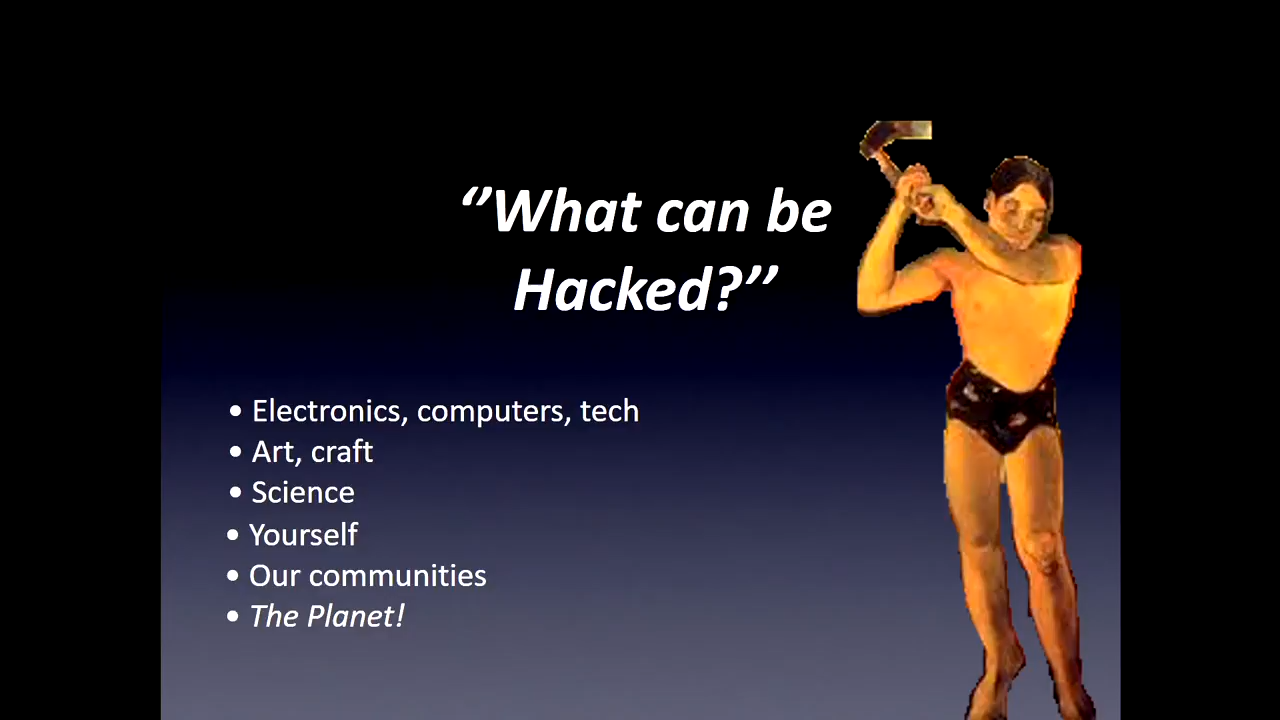 ‘’What can be
Hacked?’’
• Electronics, computers, tech
• Art, craft
• Science
• Yourself
• Our communities
• The Planet!